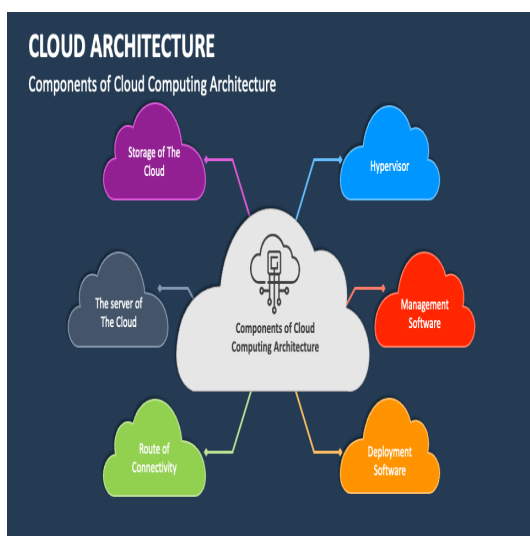 CLOUD ARCHITECTURE
Components of Cloud Computing Architecture
Storage of The
Cloud
Hypervisor
The server of
The Cloud
Components of Cloud
Computing Architecture
Management
Software
Route of
Connectivity
Deployment
Software